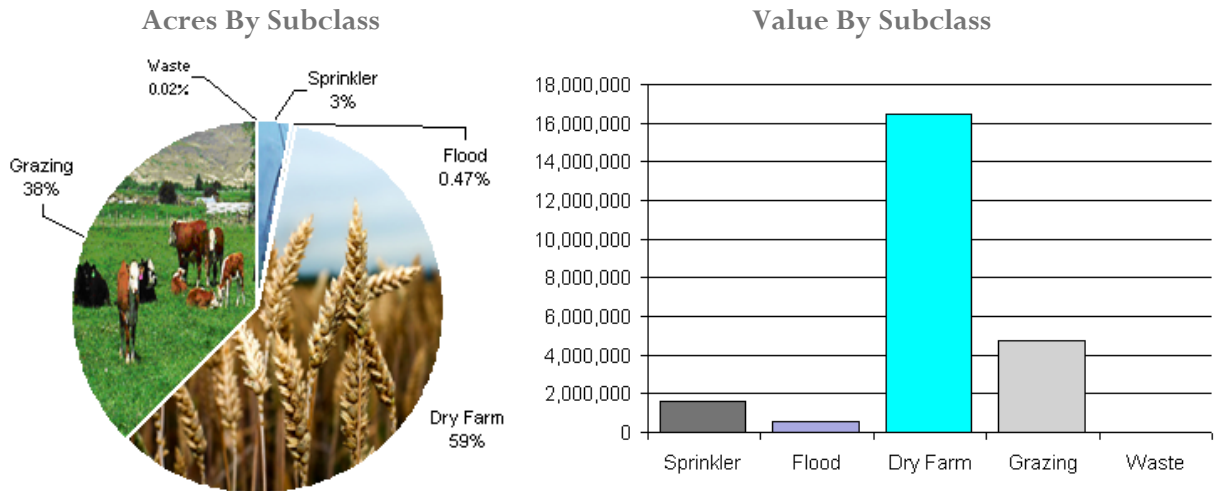 Acres By Subclass
Waste
0.02%
Sprinkler
3%
Flood
0.47%
Grazing
38%
Dry Farm
59%
Value By Subclass
18,000,000
16,000,000
14,000,000
12,000,000
10,000,000
8,000,000
6,000,000
4,000,000
2,000,000
0
Sprinkler Flood Dry Farm Grazing Waste